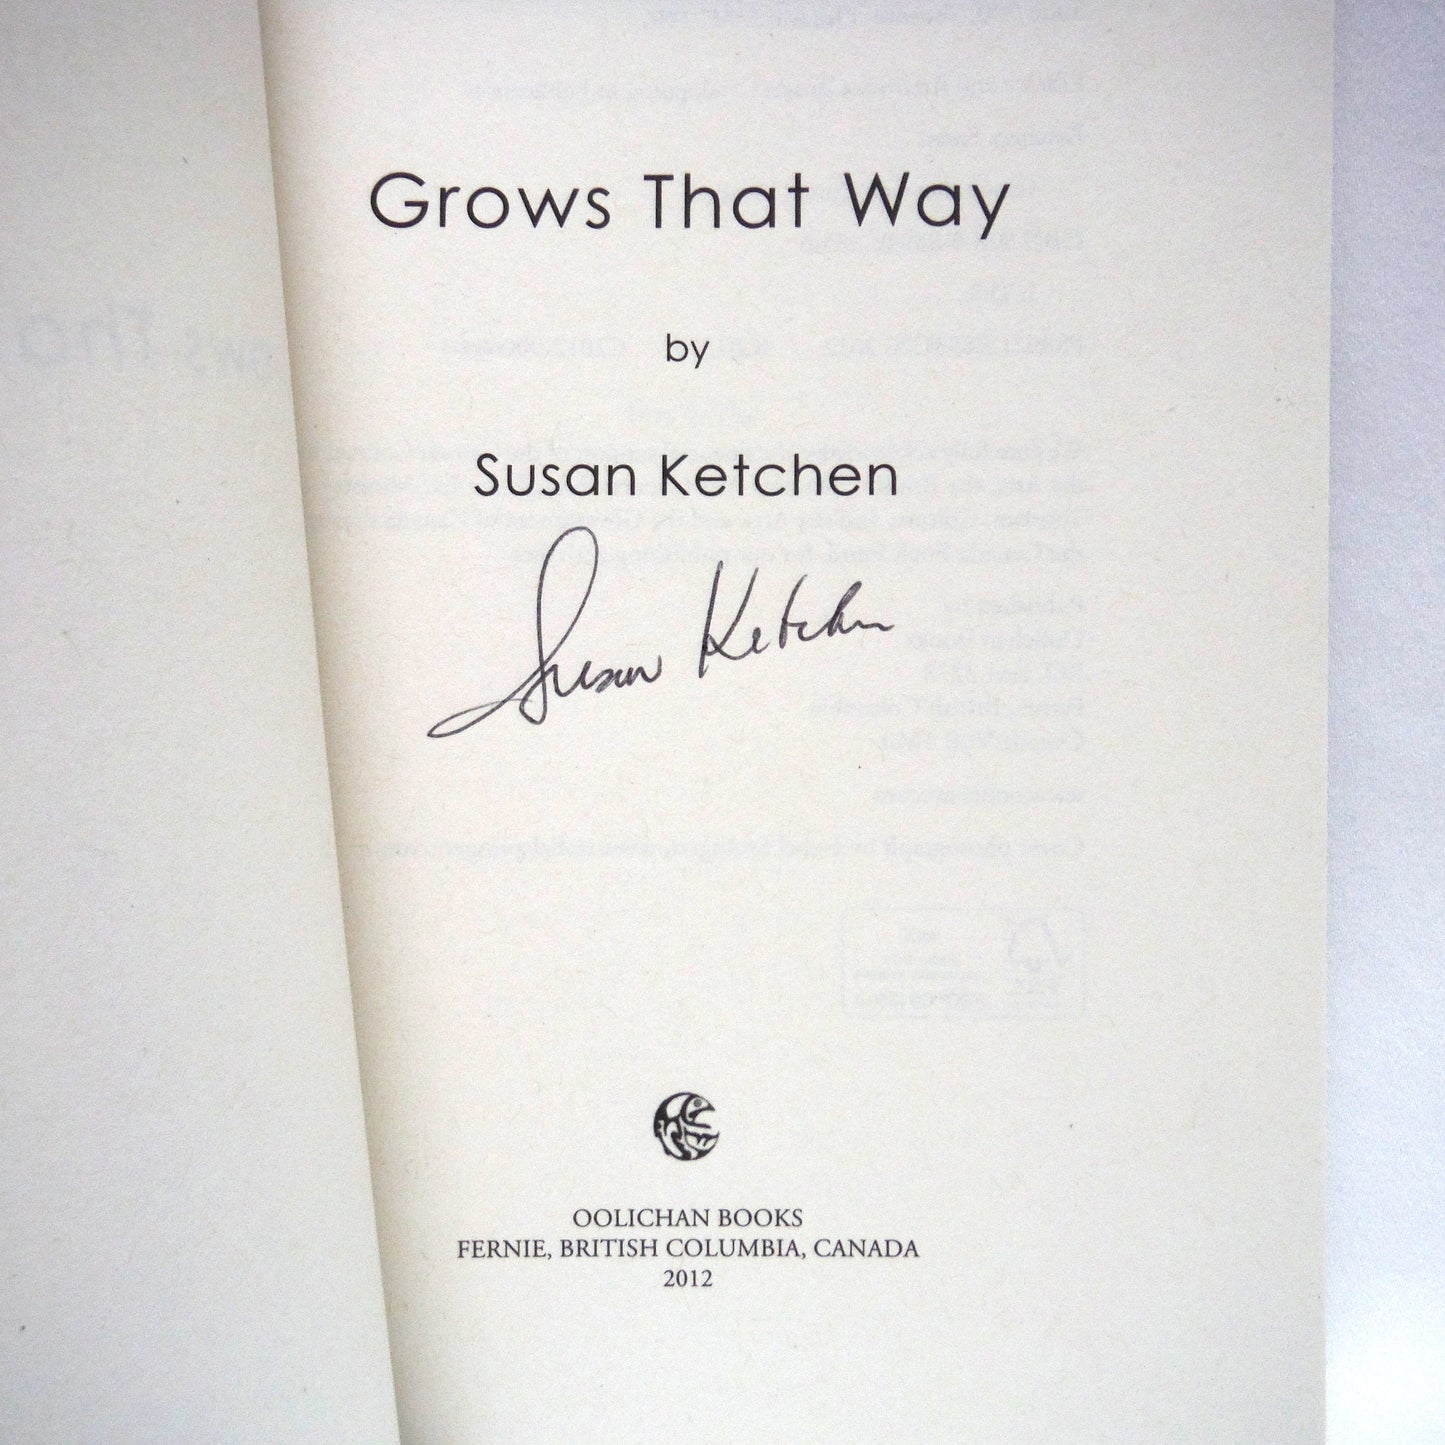 Grows That Way
by
Susan Ketchen
Susan Ketchen
OOLICHAN BOOKS
FERNIE, BRITISH COLUMBIA, CANADA
2012